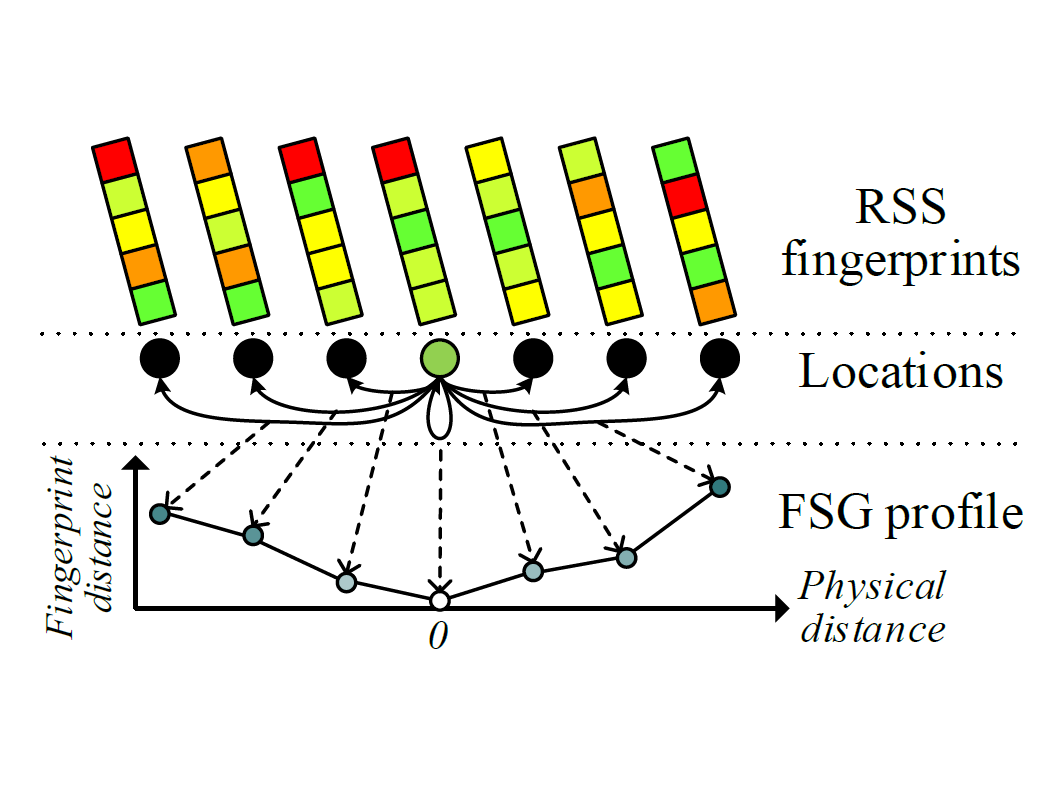 RSS
fingerprints
Locations
Fingerprint
distance
FSG profile
Physical
distance
0